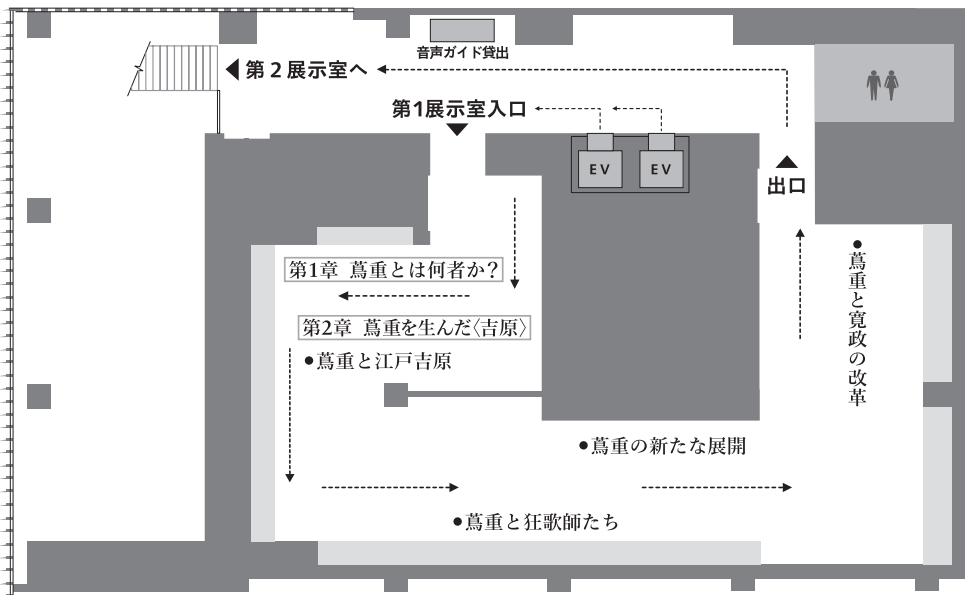 音声ガイド貸出
第2展示室へ
第1展示室入口
EV
EV
出口
第1章 蔦重とは何者か?
第2章 蔦重を生んだ〈吉原〉
●蔦重と江戸吉原
●蔦重と寛政の改革
●蔦重の新たな展開
●蔦重と狂歌師たち